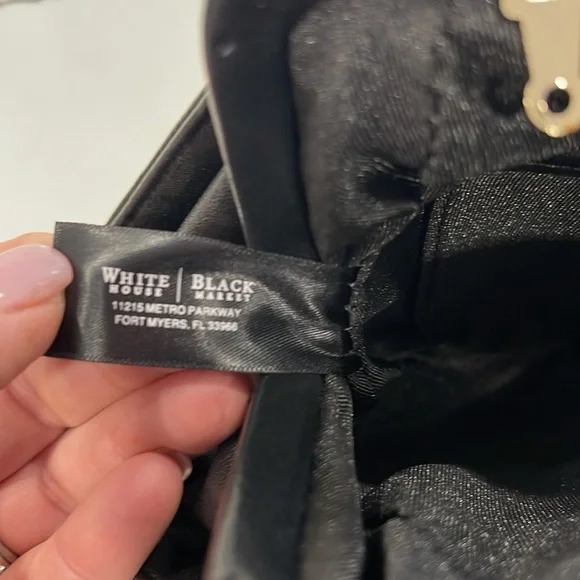 WHITE | BLACK
HOUSE | MARKET
11215 METRO PARKWAY
FORT MYERS, FL 33966